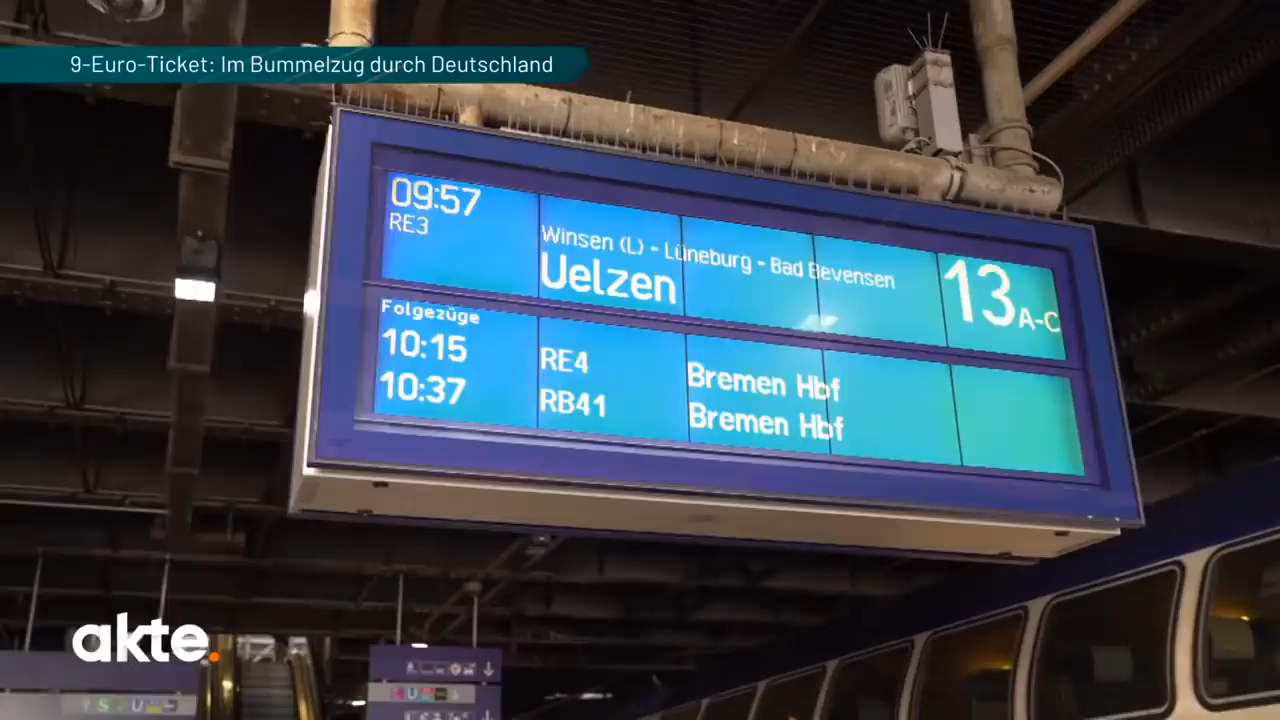 9-Euro-Ticket: Im Bummelzug durch Deutschland
09:57
RE3
Winsen (L) - Lüneburg - Bad Bevensen
Uelzen
13 A-C
Folgezüge
10:15 RE4 Bremen Hbf
10:37 RB41 Bremen Hbf
akte.